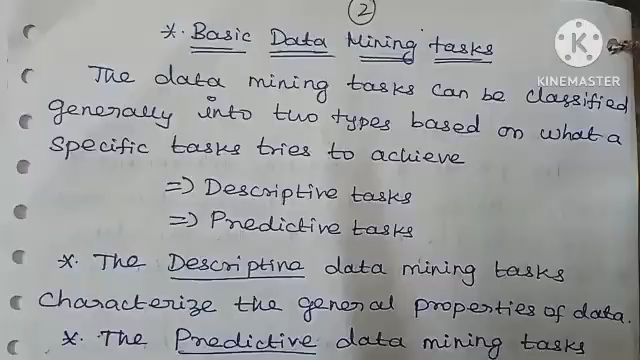 2
*. Basic Data Mining tasks
KINEMASTER
The data mining tasks can be classified
generally into two types based on what a
specific tasks tries to achieve
=> Descriptive tasks
=> Predictive tasks
*. The Descriptive data mining tasks
characterize the general properties of data.
*. The Predictive data mining tasks